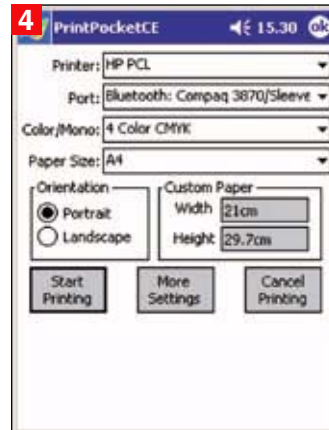 4 PrintPocketCE 15.30 ok
Printer: HP PCL
Port: Bluetooth: Compaq 3870/Sleeve
Color/Mono: 4 Color CMYK
Paper Size: A4
Orientation Custom Paper
Portrait Width 21cm
Landscape Height 29.7cm
Start More Cancel
Printing Settings Printing